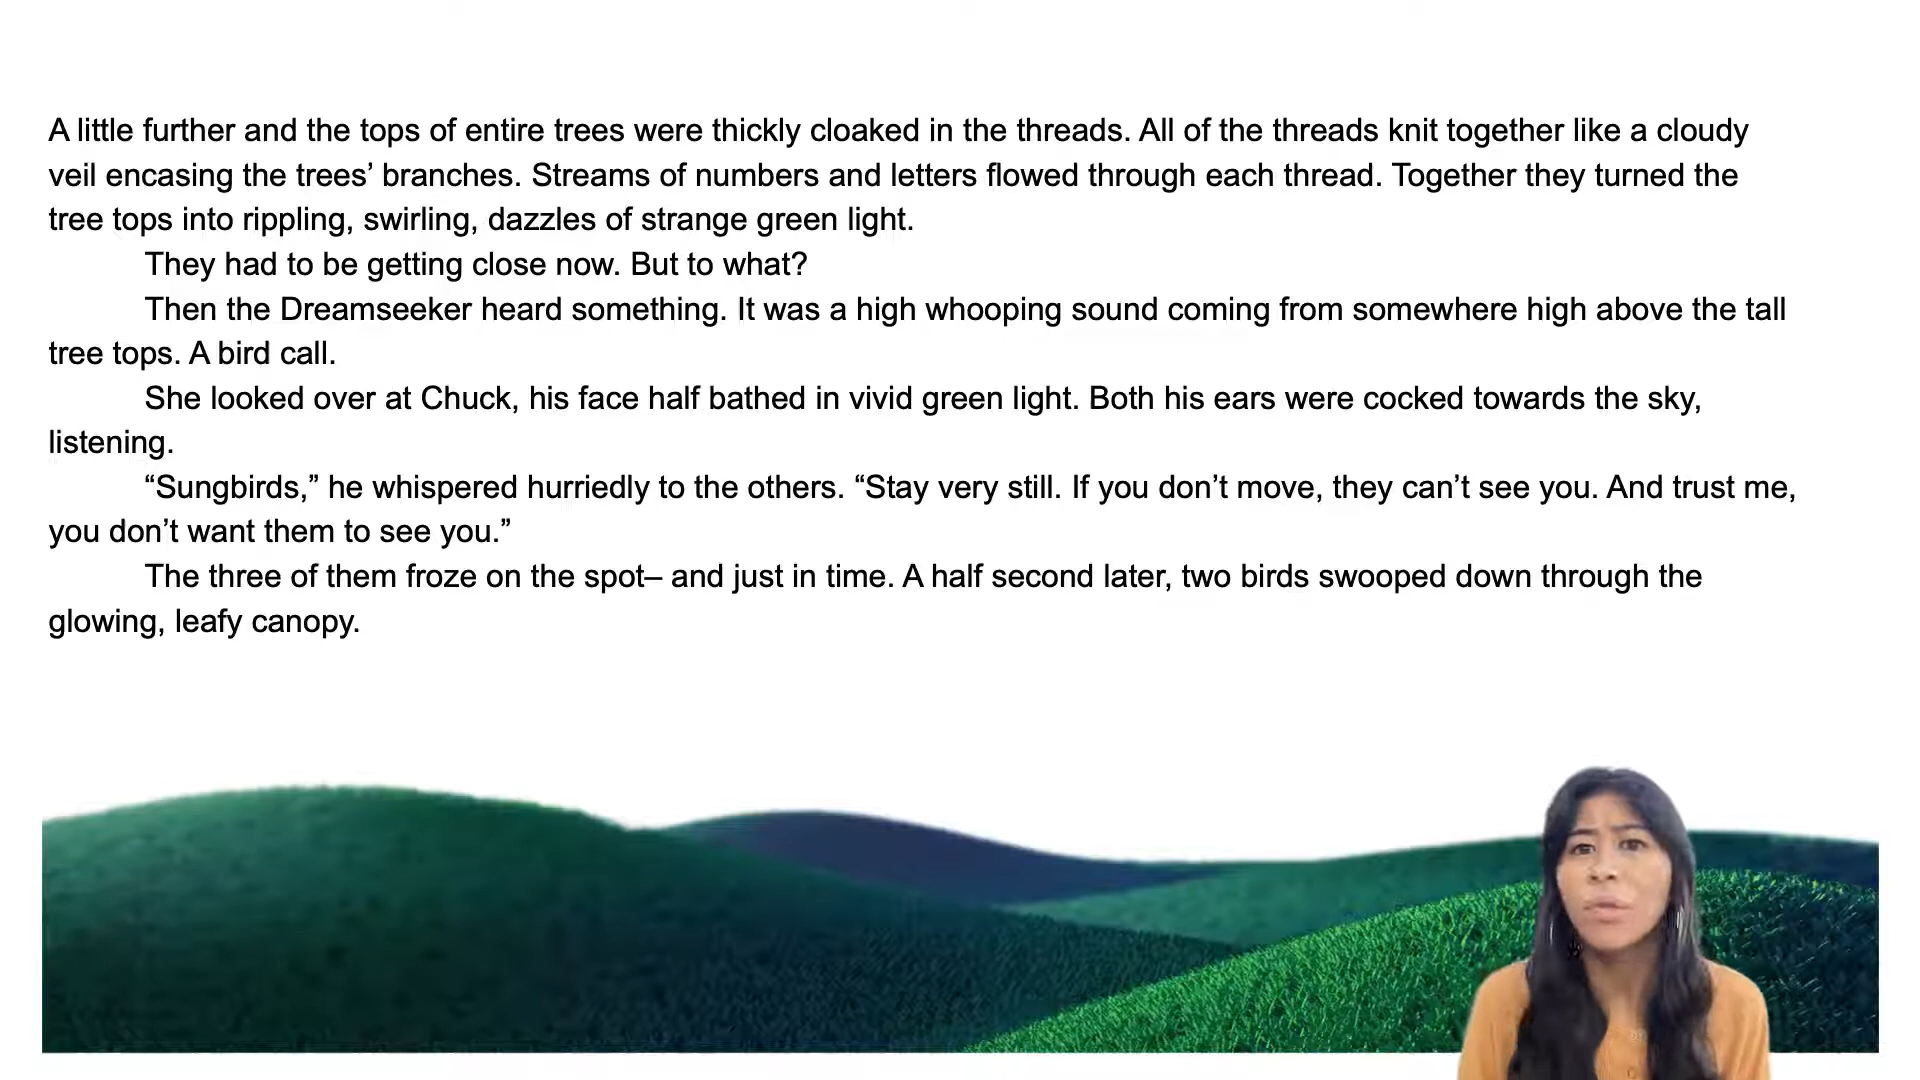 A little further and the tops of entire trees were thickly cloaked in the threads. All of the threads knit together like a cloudy
veil encasing the trees’ branches. Streams of numbers and letters flowed through each thread. Together they turned the
tree tops into rippling, swirling, dazzles of strange green light.
They had to be getting close now. But to what?
Then the Dreamseeker heard something. It was a high whooping sound coming from somewhere high above the tall
tree tops. A bird call.
She looked over at Chuck, his face half bathed in vivid green light. Both his ears were cocked towards the sky,
listening.
“Sungbirds,” he whispered hurriedly to the others. “Stay very still. If you don’t move, they can’t see you. And trust me,
you don’t want them to see you.”
The three of them froze on the spot– and just in time. A half second later, two birds swooped down through the
glowing, leafy canopy.